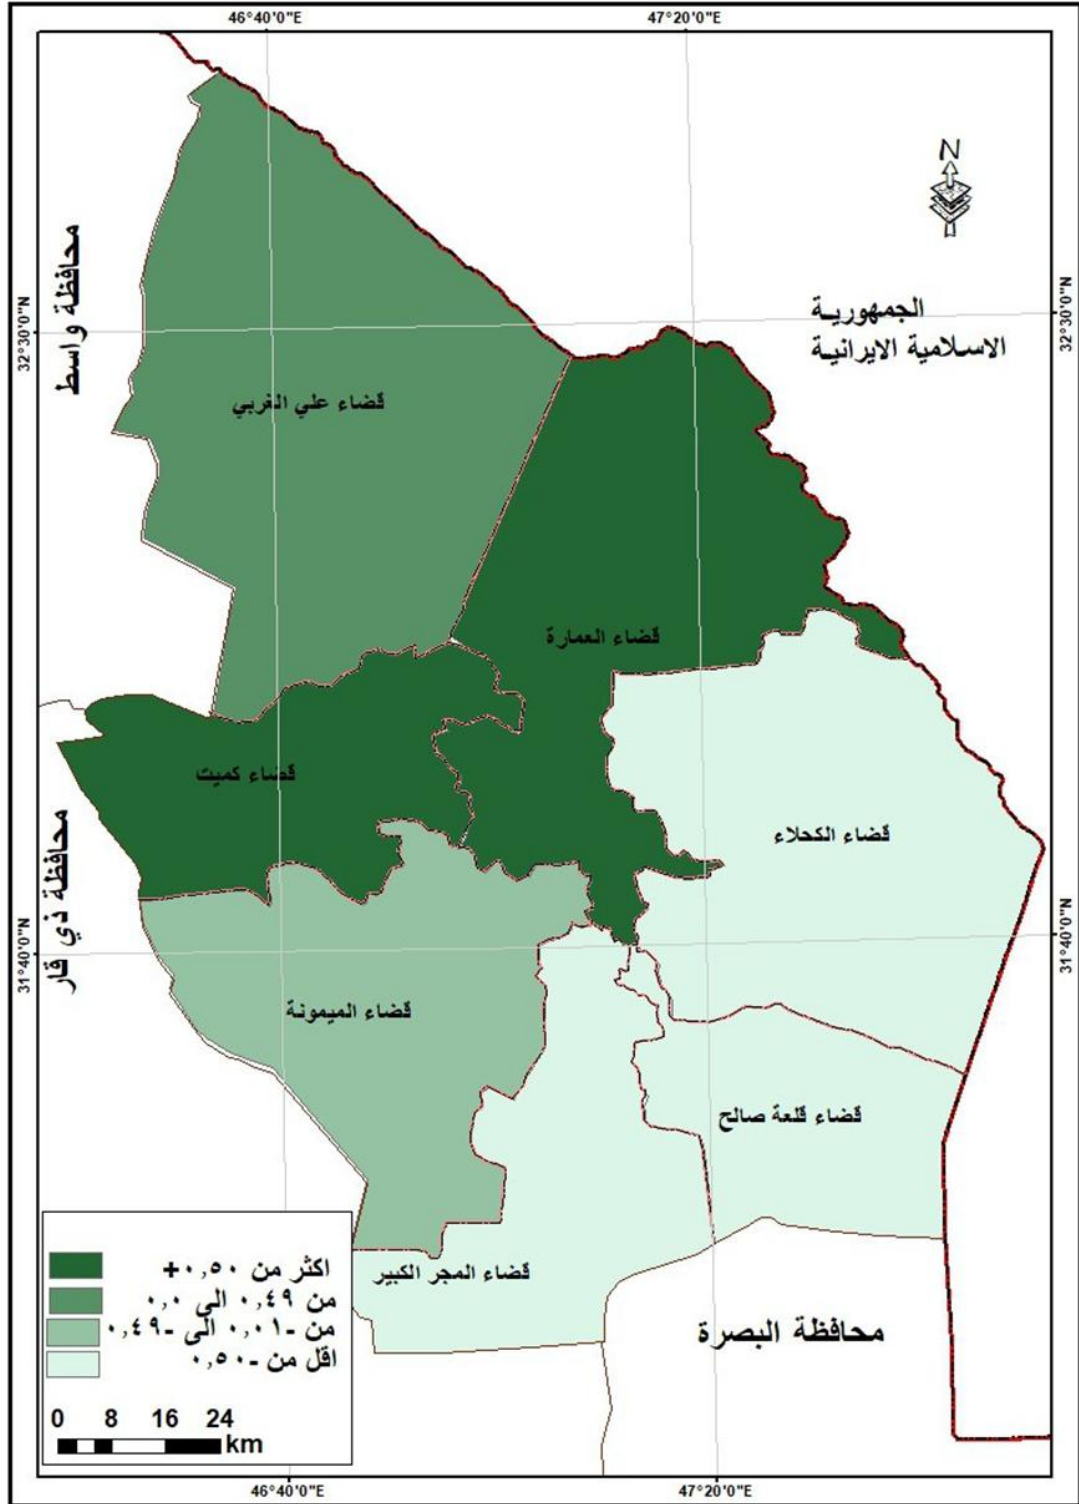 46°40'0"E
47°20'0"E
N
محافظة واسط
32°30'0"N
32°30'0"N
الجمهورية
الاسلامية الايرانية
قضاء علي الغربي
قضاء العمارة
قضاء كميت
قضاء الكحلاء
محافظة ذي قار
31°40'0"N
31°40'0"N
قضاء الميمونة
قضاء قلعة صالح
قضاء المجر الكبير
محافظة البصرة
اكثر من ٠,٥٠+
من ٠,٤٩ الى ٠,٠
من -٠,٠١ الى -٠,٤٩
اقل من -٠,٥٠
0 8 16 24
km
46°40'0"E
47°20'0"E